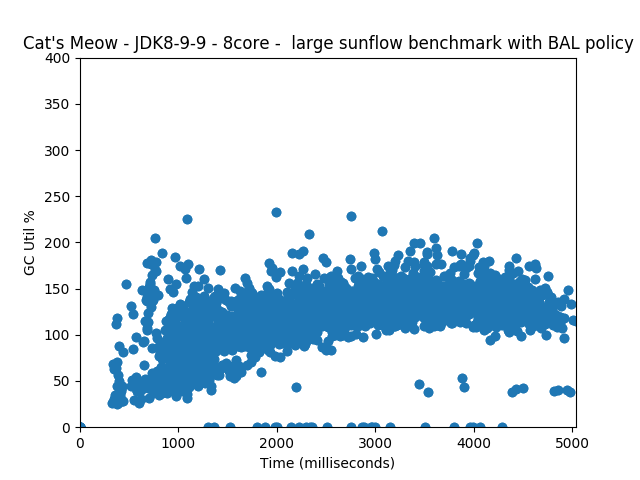 Cat's Meow - JDK8-9-9 - 8core -  large sunflow benchmark with BAL policy
400
350
300
250
200
150
100
50
0
GC Util %
0 1000 2000 3000 4000 5000
Time (milliseconds)